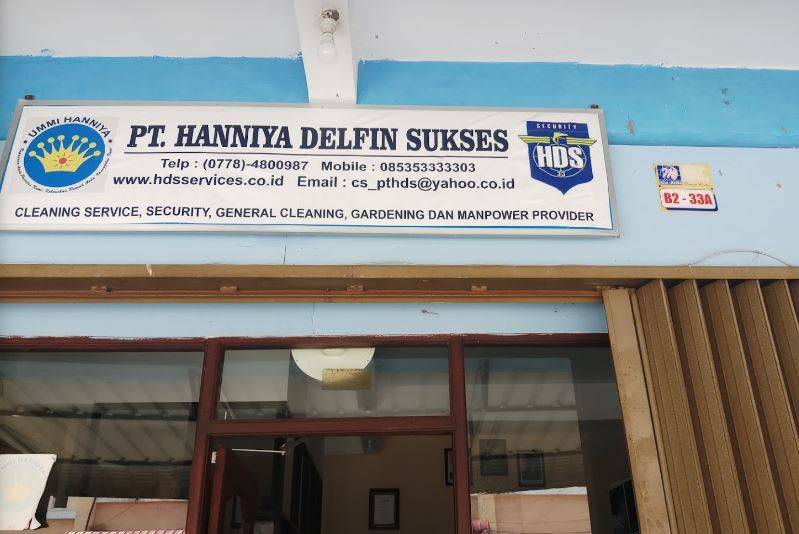 UMMI HANNIYA
PT. HANNIYA DELFIN SUKSES
Telp : (0778)-4800987 Mobile : 085353333303
www.hdsservices.co.id Email : cs_pthds@yahoo.co.id
CLEANING SERVICE, SECURITY, GENERAL CLEANING, GARDENING DAN MANPOWER PROVIDER
SECURITY
HDS
B2 - 33A
HANNIYA